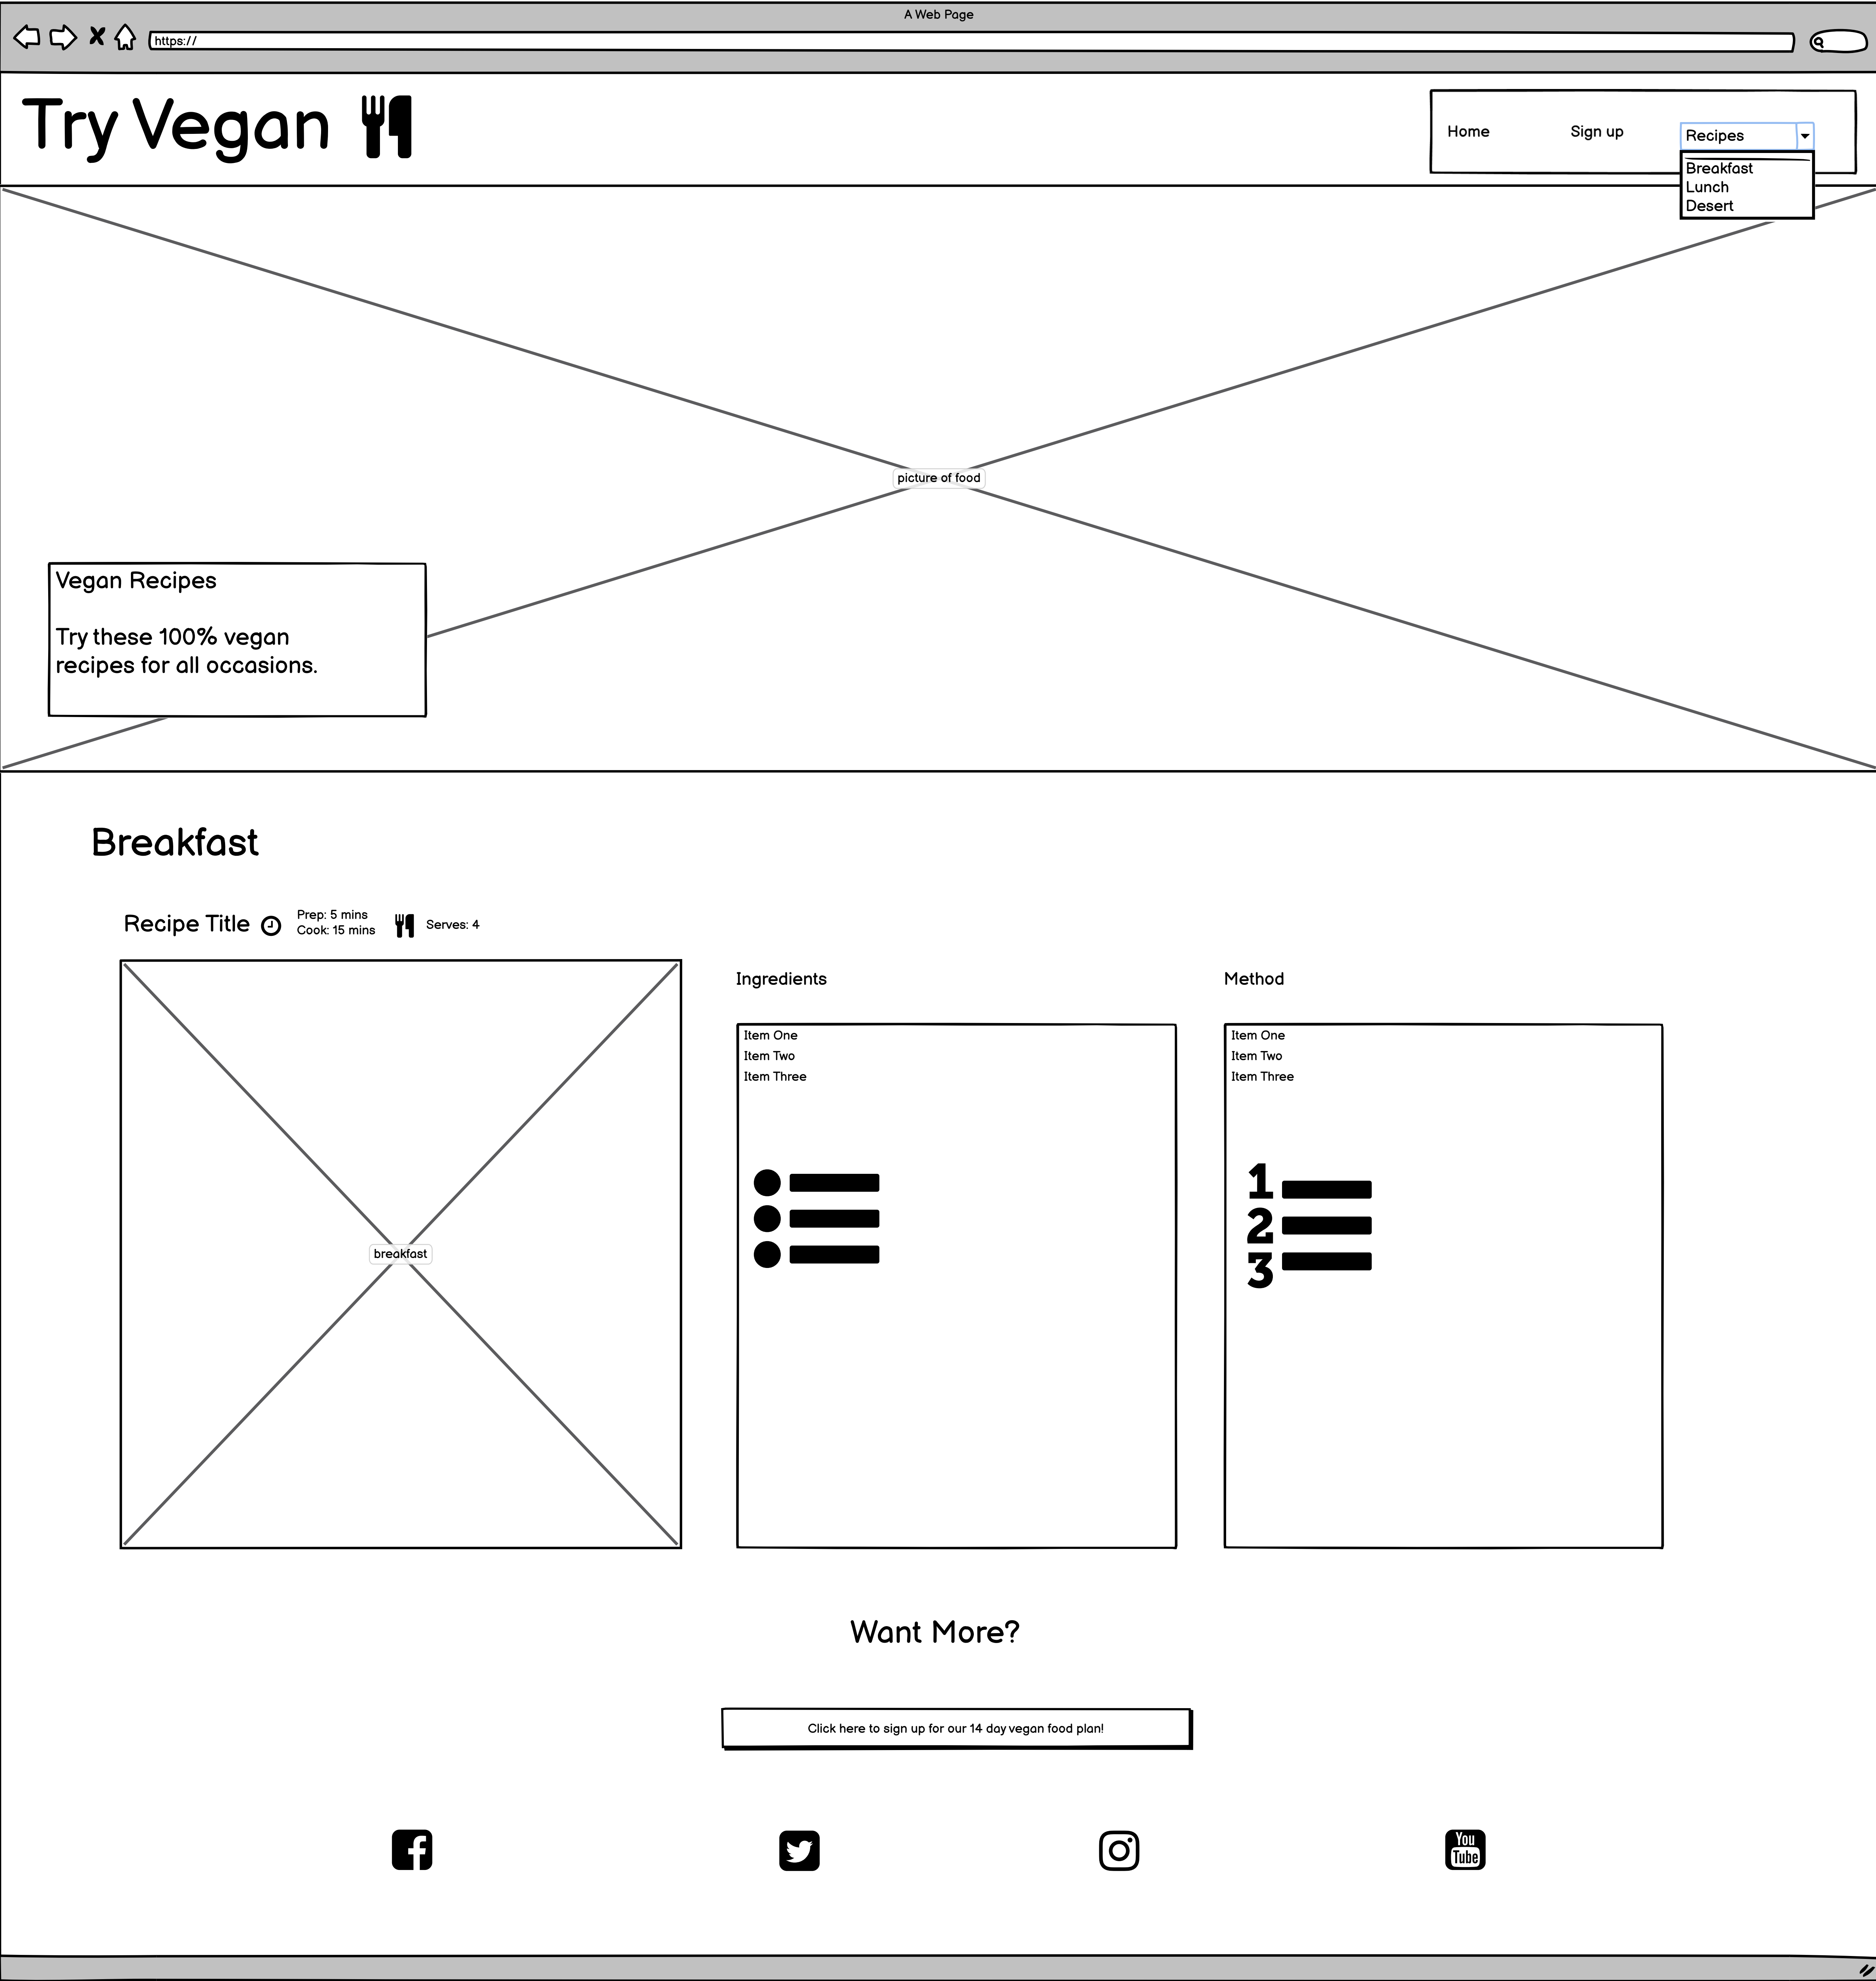 A Web Page
https://
Try Vegan
Home
Sign up
Recipes
Breakfast
Lunch
Desert
picture of food
Vegan Recipes
Try these 100% vegan
recipes for all occasions.
Breakfast
Recipe Title
Prep: 5 mins
Cook: 15 mins
Serves: 4
breakfast
Ingredients
Item One
Item Two
Item Three
Method
Item One
Item Two
Item Three
1
2
3
Want More?
Click here to sign up for our 14 day vegan food plan!
You
Tube